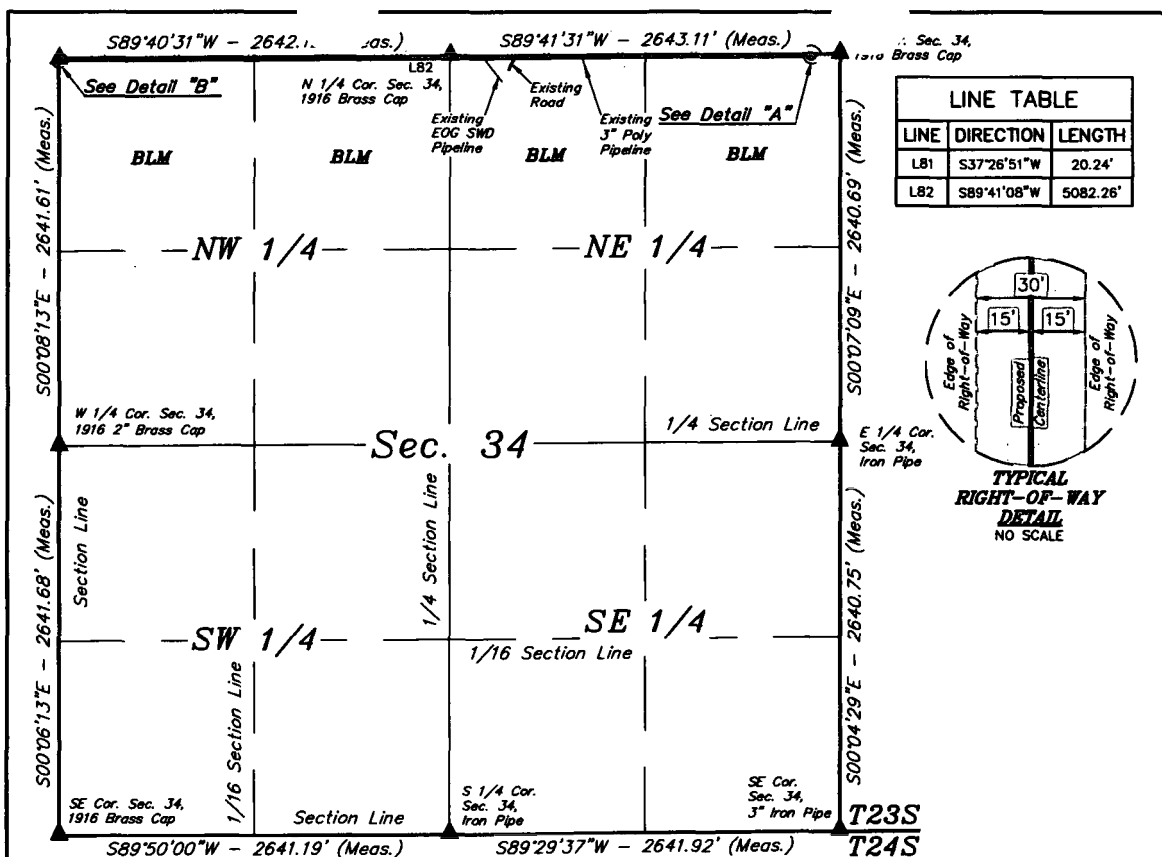 S89°40'31"W - 2642.1 eas.)
S89°41'31"W - 2643.11' (Meas.)
Sec. 34,
1916 Brass Cap
See Detail "B"
L82
N 1/4 Cor. Sec. 34,
1916 Brass Cap
Existing
EOG SWD
Pipeline
Existing
Road
Existing
3" Poly
Pipeline
See Detail "A"
BLM
BLM
BLM
BLM
LINE TABLE
LINE DIRECTION LENGTH
L81 S37°26'51"W 20.24'
L82 S89°41'08"W 5082.26'
S00°08'13"E - 2641.61' (Meas.)
S00°07'09"E - 2640.69' (Meas.)
NW 1/4
NE 1/4
30'
15' 15'
Edge of
Right-of-Way
Proposed
Centerline
Edge of
Right-of-Way
TYPICAL
RIGHT-OF-WAY
DETAIL
NO SCALE
W 1/4 Cor. Sec. 34,
1916 2" Brass Cap
Sec. 34
1/4 Section Line
E 1/4 Cor.
Sec. 34,
Iron Pipe
S00°06'13"E - 2641.68' (Meas.)
Section Line
1/4 Section Line
S00°04'29"E - 2640.75' (Meas.)
SW 1/4
SE 1/4
1/16 Section Line
1/16 Section Line
SE Cor. Sec. 34,
1916 Brass Cap
Section Line
S 1/4 Cor.
Sec. 34,
Iron Pipe
SE Cor.
Sec. 34,
3" Iron Pipe
T23S
T24S
S89°50'00"W - 2641.19' (Meas.)
S89°29'37"W - 2641.92' (Meas.)